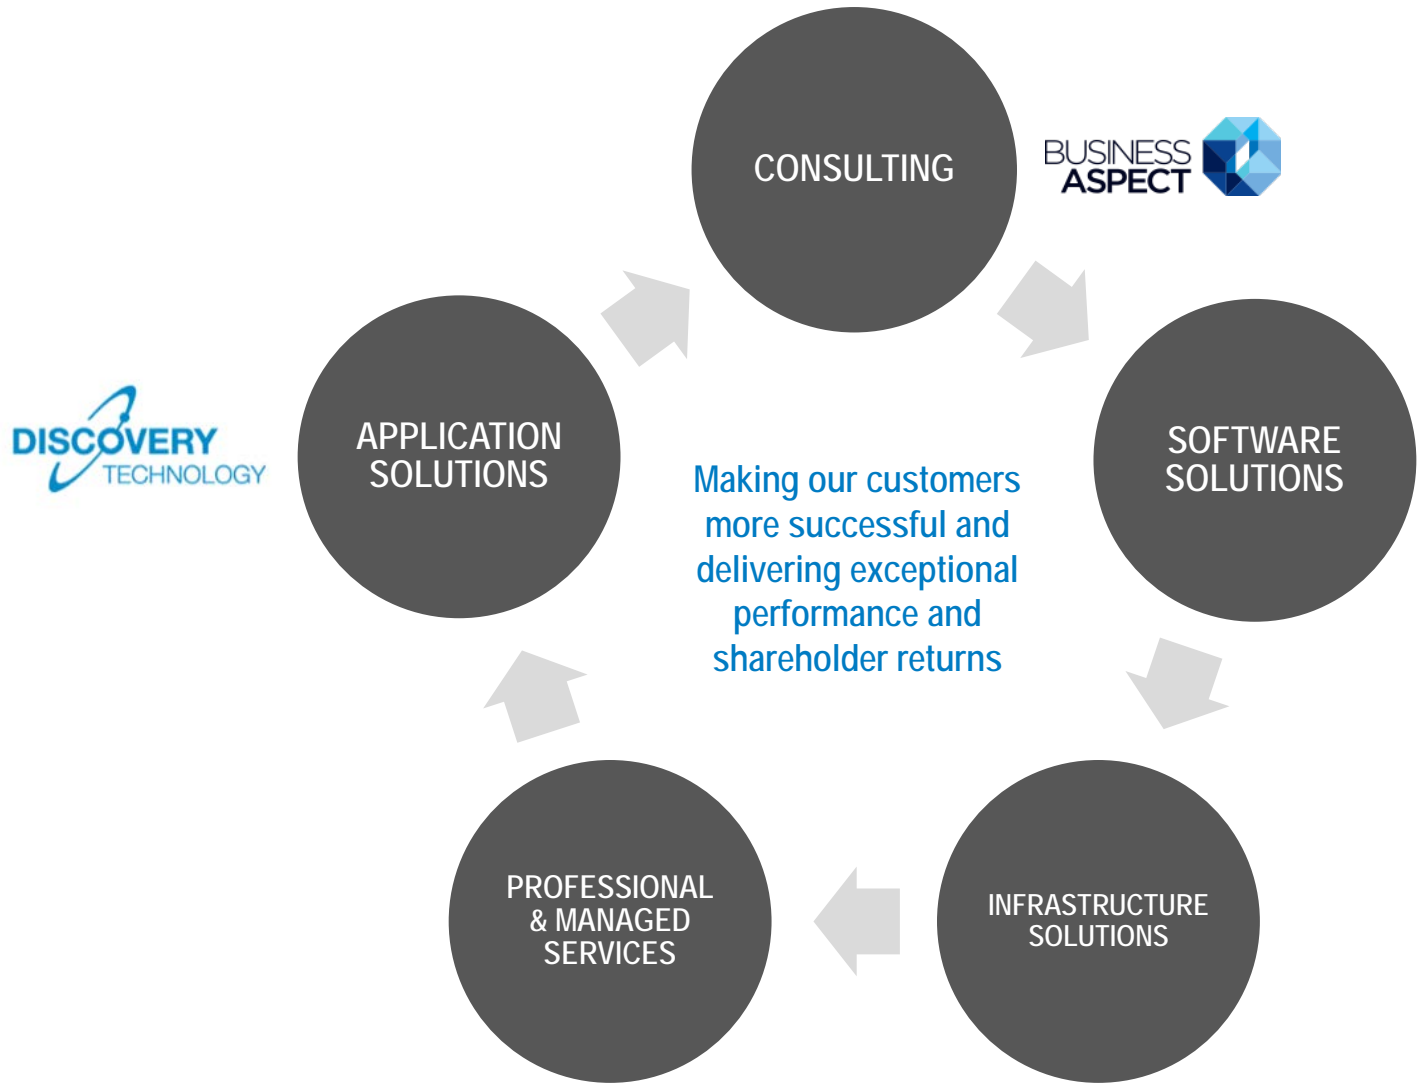 CONSULTING
BUSINESS
ASPECT
SOFTWARE
SOLUTIONS
INFRASTRUCTURE
SOLUTIONS
PROFESSIONAL
& MANAGED
SERVICES
APPLICATION
SOLUTIONS
DISCOVERY
TECHNOLOGY
Making our customers
more successful and
delivering exceptional
performance and
shareholder returns